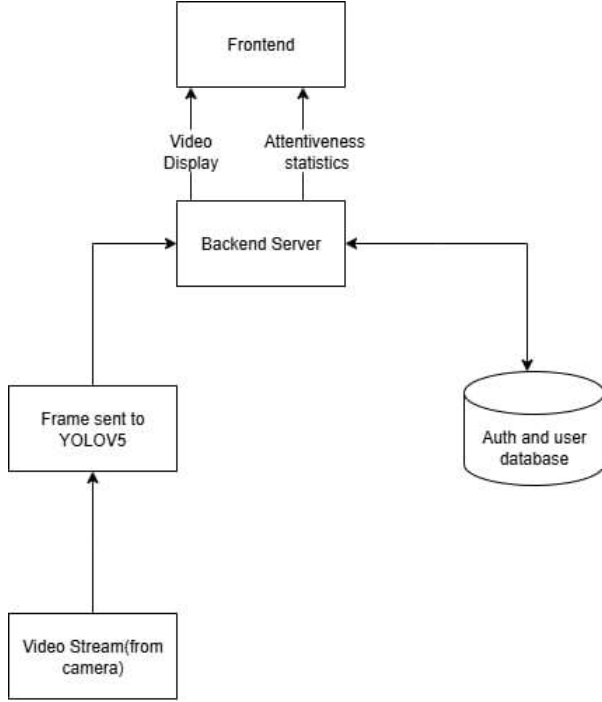 Frontend
Video
Display
Attentiveness
statistics
Backend Server
Frame sent to
YOLOV5
Auth and user
database
Video Stream(from
camera)